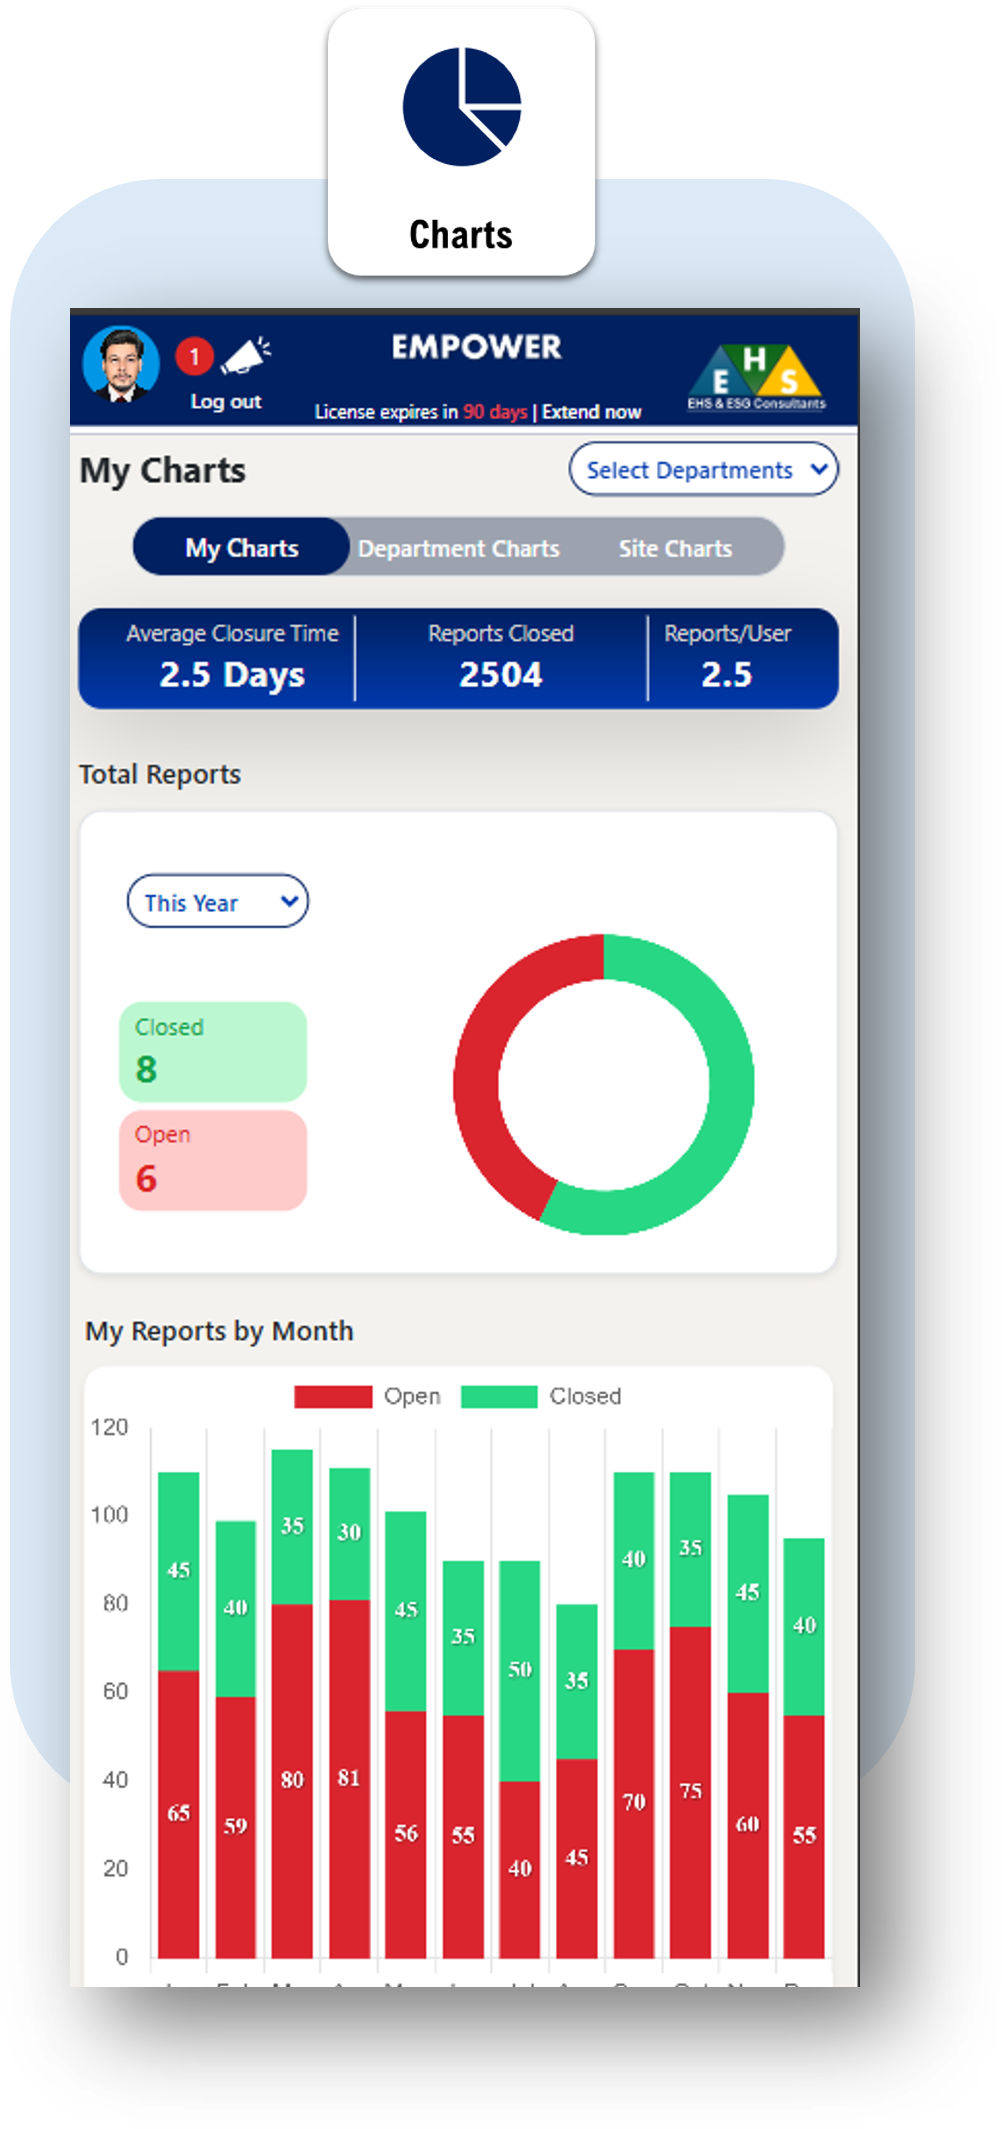 Charts
1
EMPOWER
E H S
Log out
EHS & ESG Consultants
License expires in 90 days | Extend now
My Charts
Select Departments
My Charts
Department Charts
Site Charts
Average Closure Time
Reports Closed
Reports/User
2.5 Days
2504
2.5
Total Reports
This Year
Closed
8
Open
6
My Reports by Month
Open
Closed
120
100
80
60
40
20
0
45
40
35
30
45
35
50
35
40
35
45
40
65
59
80
81
56
55
40
45
70
75
60
55